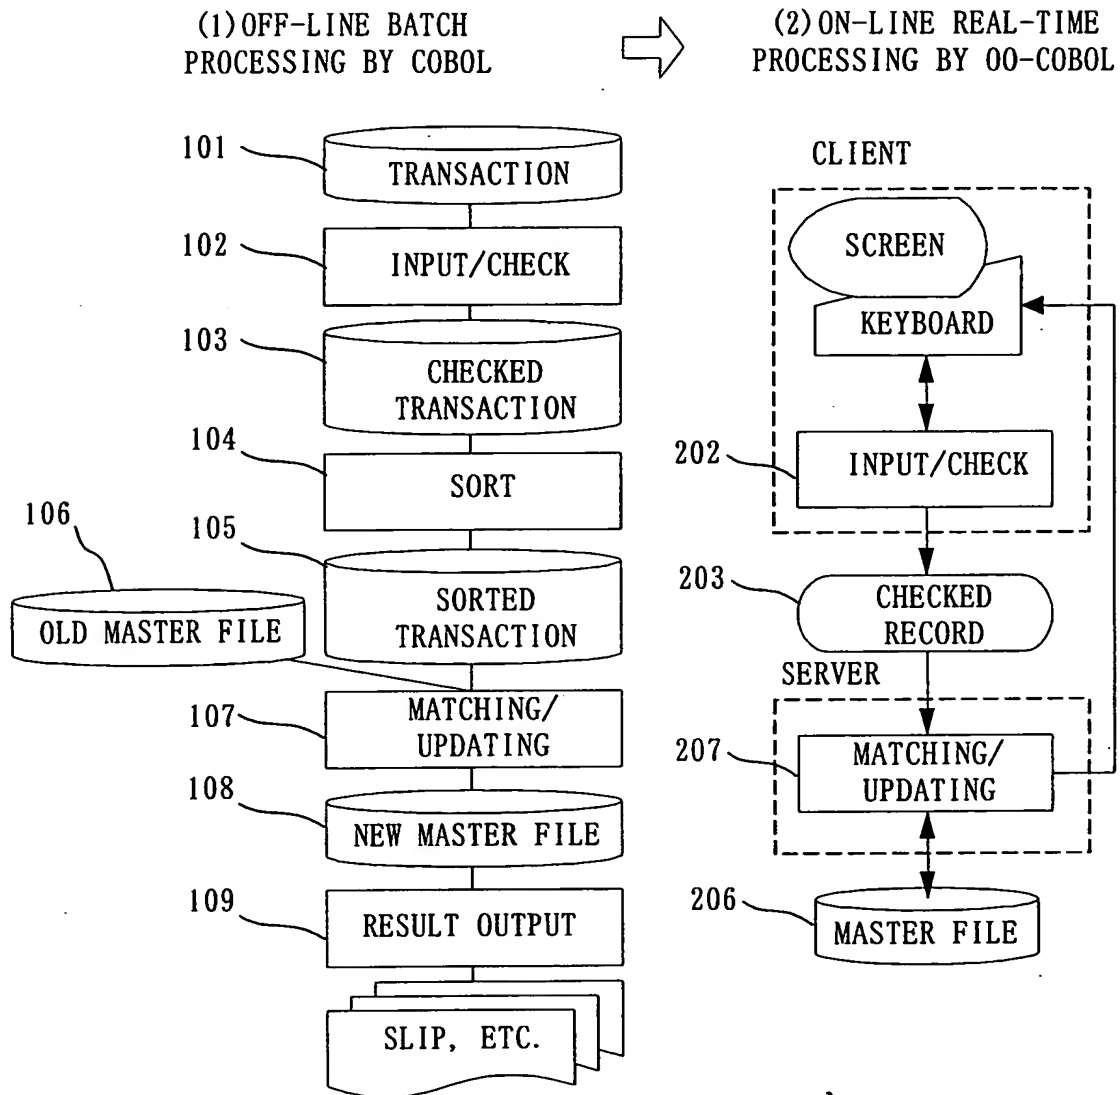 (1)OFF-LINE BATCH
PROCESSING BY COBOL
(2)ON-LINE REAL-TIME
PROCESSING BY OO-COBOL
101
TRANSACTION
102
INPUT/CHECK
103
CHECKED
TRANSACTION
104
SORT
105
SORTED
TRANSACTION
106
OLD MASTER FILE
107
MATCHING/
UPDATING
108
NEW MASTER FILE
109
RESULT OUTPUT
SLIP, ETC.
CLIENT
SCREEN
KEYBOARD
202
INPUT/CHECK
203
CHECKED
RECORD
SERVER
207
MATCHING/
UPDATING
206
MASTER FILE